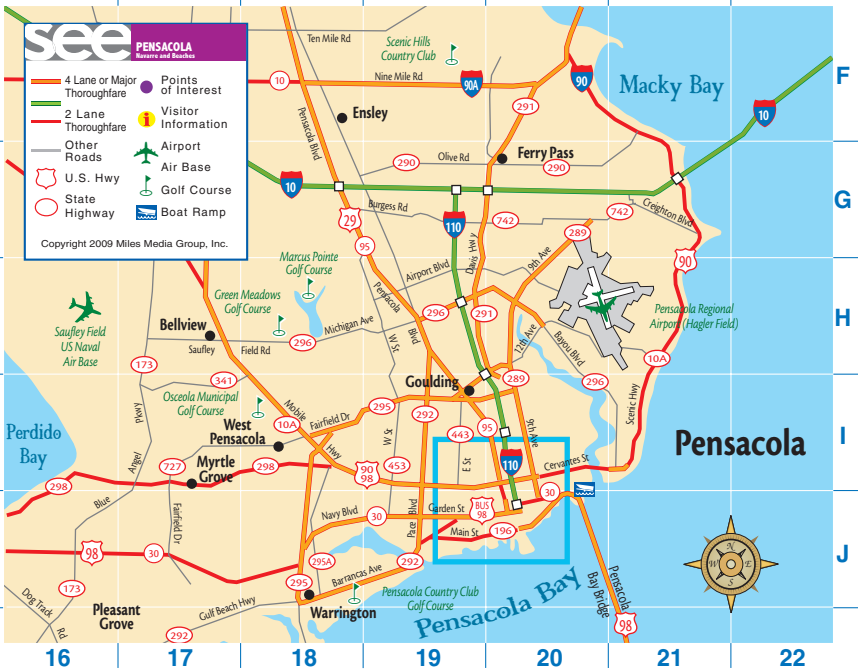 see
PENSACOLA
Navarre and Beaches
4 Lane or Major
Thoroughfare
2 Lane
Thoroughfare
Other
Roads
U.S. Hwy
State
Highway
Points
of Interest
Visitor
Information
Airport
Air Base
Golf Course
Boat Ramp
Copyright 2009 Miles Media Group, Inc.
Ten Mile Rd
Scenic Hills
Country Club
10
Nine Mile Rd
90A
90
Macky Bay
F
291
10
Pensacola Blvd
Ensley
Olive Rd
Ferry Pass
290
290
10
G
Burgess Rd
29
110
742
742
Creighton Blvd
289
95
Davis Hwy
9th Ave
90
Marcus Pointe
Golf Course
Airport Blvd
Green Meadows
Golf Course
Pensacola
Blvd
296
291
Pensacola Regional
Airport (Hagler Field)
H
Saufley Field
US Naval
Air Base
Bellview
Saufley
Field Rd
296
Michigan Ave
W St
12th Ave
Bayou Blvd
10A
173
341
Goulding
289
296
Scenic Hwy
Osceola Municipal
Golf Course
Mobile
Hwy
10A
Fairfield Dr
295
292
95
9th Ave
443
West
Pensacola
W St
E St
Pensacola
I
Perdido
Bay
Pkwy
Angel
Blue
727
Myrtle
Grove
298
298
90
98
453
110
Cervantes St
30
Fairfield Dr
Navy Blvd
30
Pace Blvd
Garden St
BUS
98
Main St
196
98
30
295A
292
N
W
E
S
J
173
295
Barrancas Ave
Pensacola Country Club
Golf Course
Pensacola Bay
Pensacola
Bay Bridge
Dog Track
Rd
Pleasant
Grove
Gulf Beach Hwy
Warrington
292
98
16
17
18
19
20
21
22